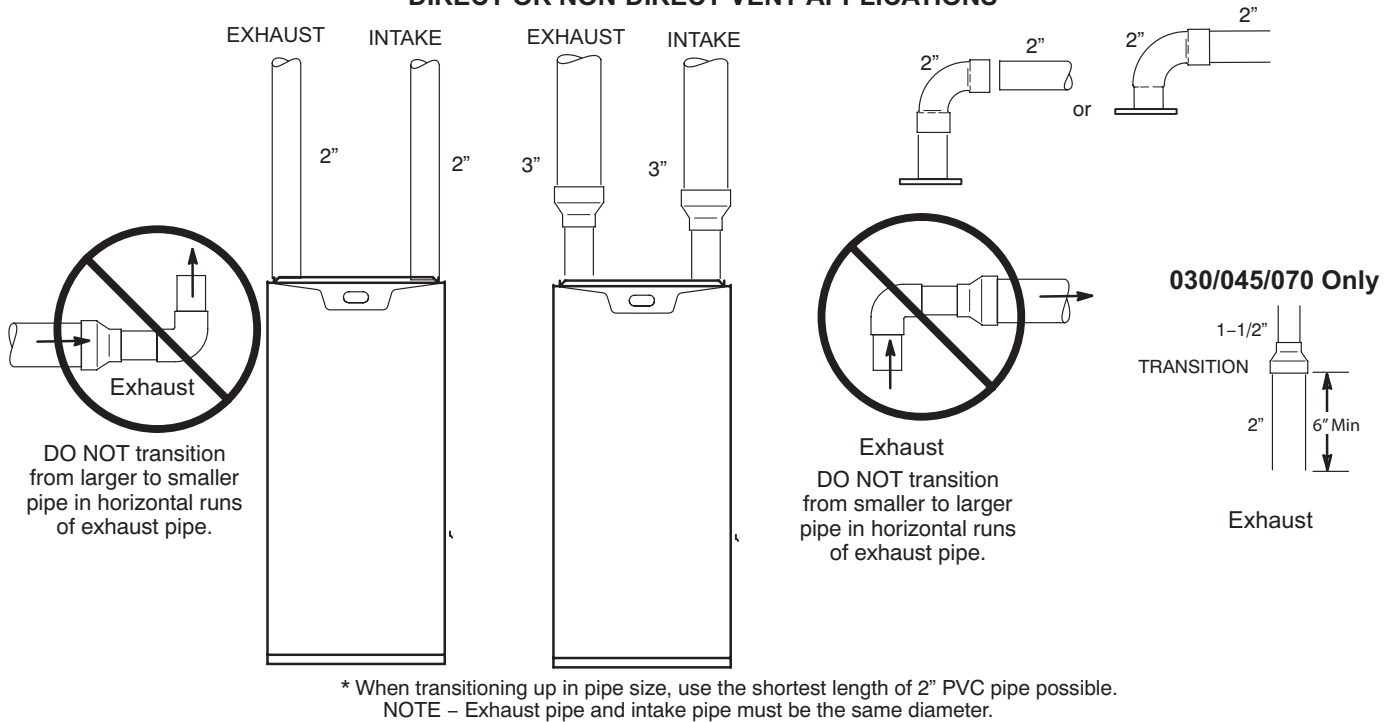 DIRECT OR NON-DIRECT VENT APPLICATIONS
EXHAUST
INTAKE
EXHAUST
INTAKE
2”
2”
3”
3”
2”
2”
or
2”
2”
Exhaust
DO NOT transition
from larger to smaller
pipe in horizontal runs
of exhaust pipe.
Exhaust
DO NOT transition
from smaller to larger
pipe in horizontal runs
of exhaust pipe.
030/045/070 Only
1–1/2”
TRANSITION
2”
6” Min
Exhaust
* When transitioning up in pipe size, use the shortest length of 2” PVC pipe possible.
NOTE – Exhaust pipe and intake pipe must be the same diameter.